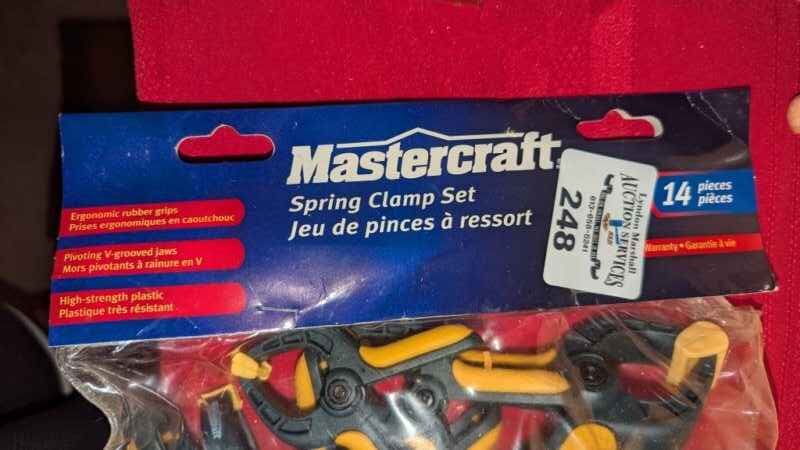 Mastercraft
Spring Clamp Set
Jeu de pinces à ressort
Ergonomic rubber grips
Prises ergonomiques en caoutchouc
Pivoting V-grooved jaws
Mors pivotants à rainure en V
High-strength plastic
Plastique très résistant
14 pieces
pièces
Warranty • Garantie à vie
Lyndon Marshall
AUCTION SERVICES
248